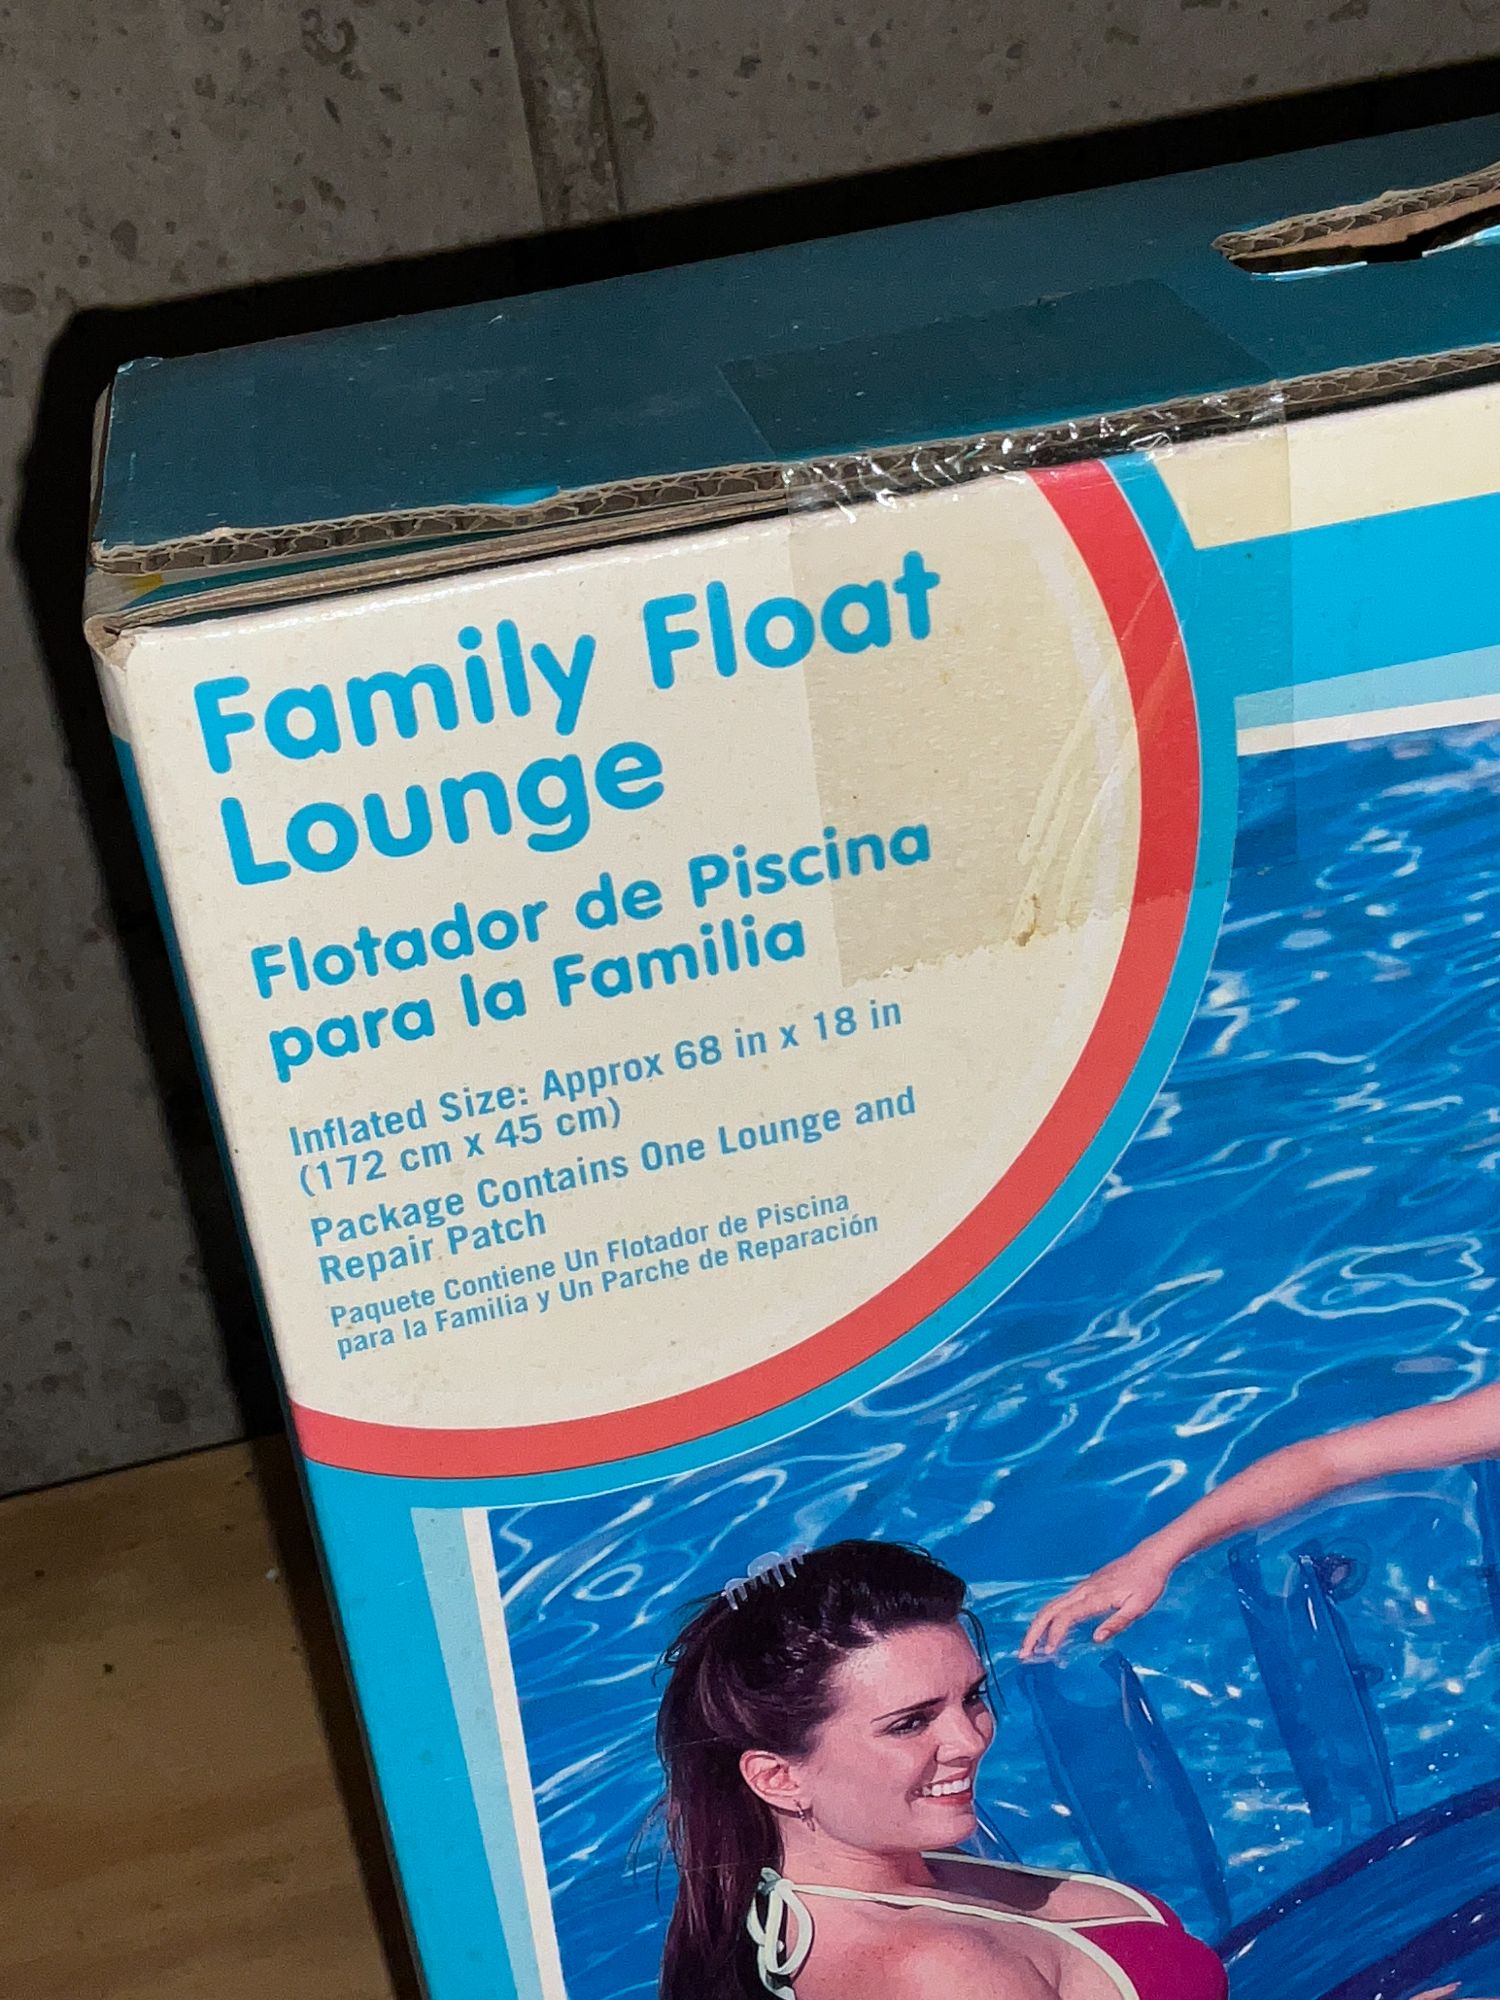 Family Float
Lounge
Flotador de Piscina
para la Familia
Inflated Size: Approx 68 in x 18 in
(172 cm x 45 cm)
Package Contains One Lounge and
Repair Patch
Paquete Contiene Un Flotador de Piscina
para la Familia y Un Parche de Reparación